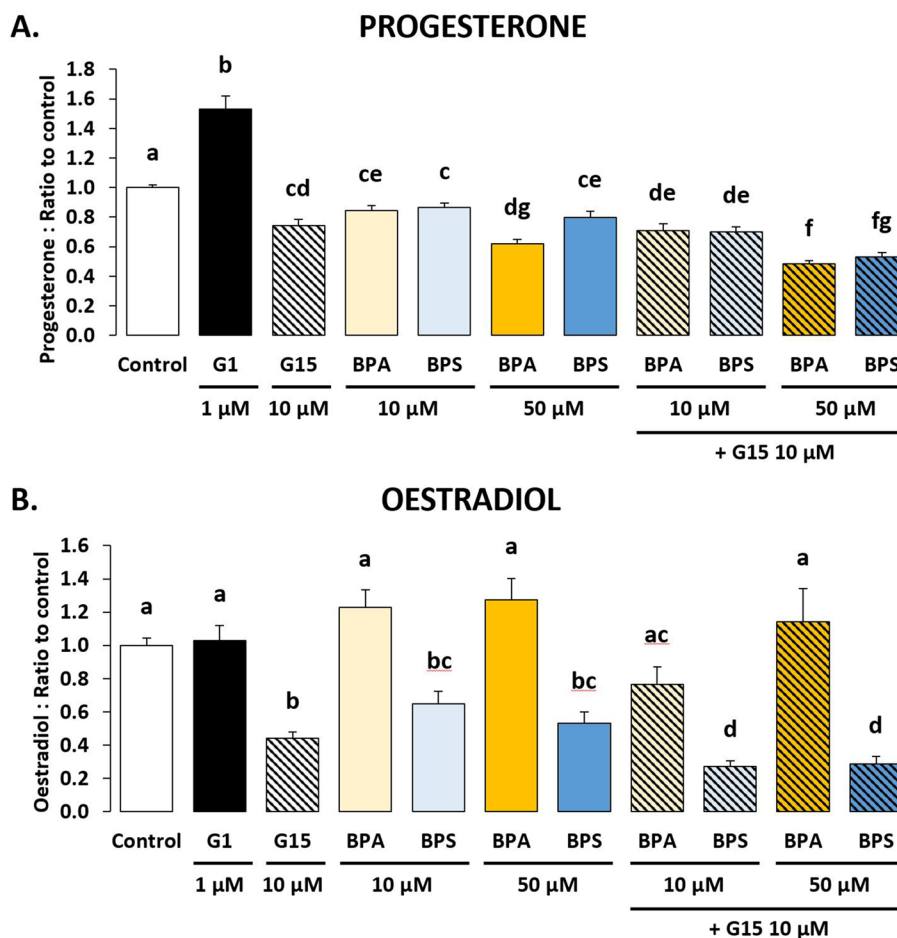 A. PROGESTERONE
Progesterone : Ratio to control
1.8
1.6
1.4
1.2
1.0
0.8
0.6
0.4
0.2
0.0
a b cd ce c dg ce de de f fg
Control G1 G15 BPA BPS BPA BPS BPA BPS BPA BPS
1 μM 10 μM 10 μM 50 μM 10 μM 50 μM
+ G15 10 μM
B. OESTRADIOL
Oestradiol : Ratio to control
1.6
1.4
1.2
1.0
0.8
0.6
0.4
0.2
0.0
a a b a bc a bc ac d a d
Control G1 G15 BPA BPS BPA BPS BPA BPS BPA BPS
1 μM 10 μM 10 μM 50 μM 10 μM 50 μM
+ G15 10 μM